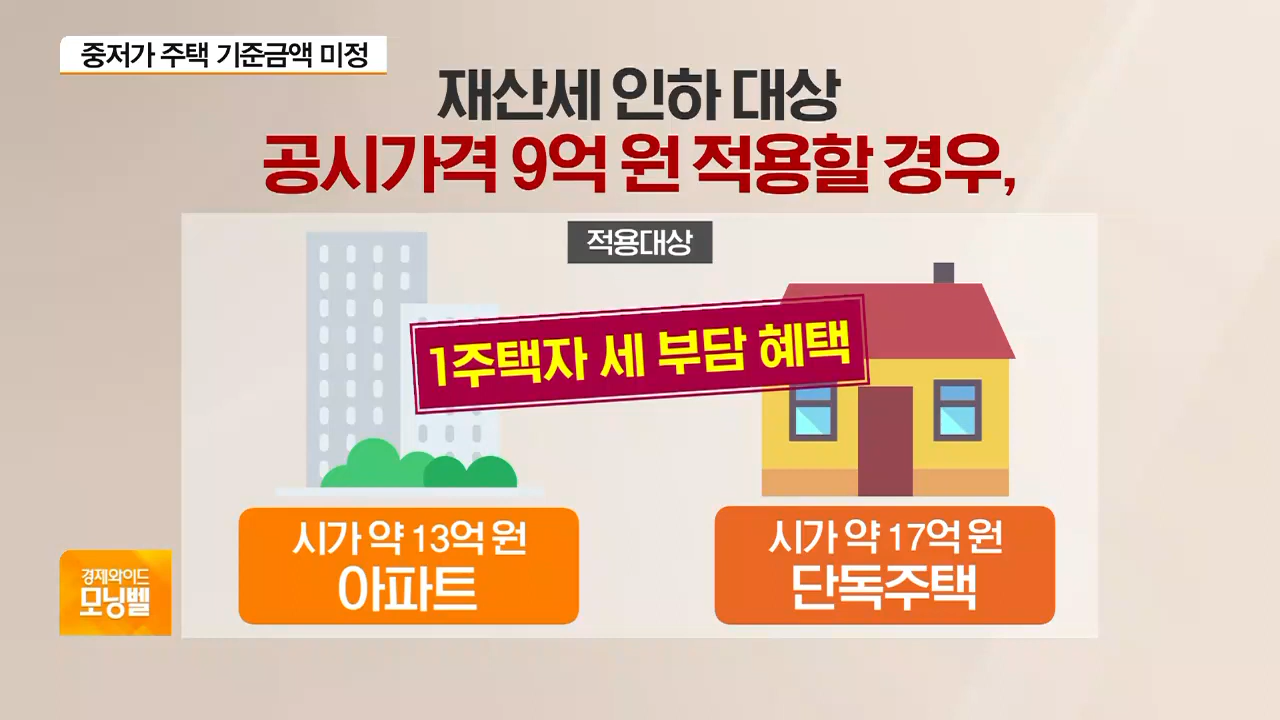 중저가 주택 기준금액 미정
재산세 인하 대상
공시가격 9억 원 적용할 경우,
적용대상
1주택자 세 부담 혜택
시가 약 13억 원
아파트
시가 약 17억 원
단독주택
경제와이드
모닝벨